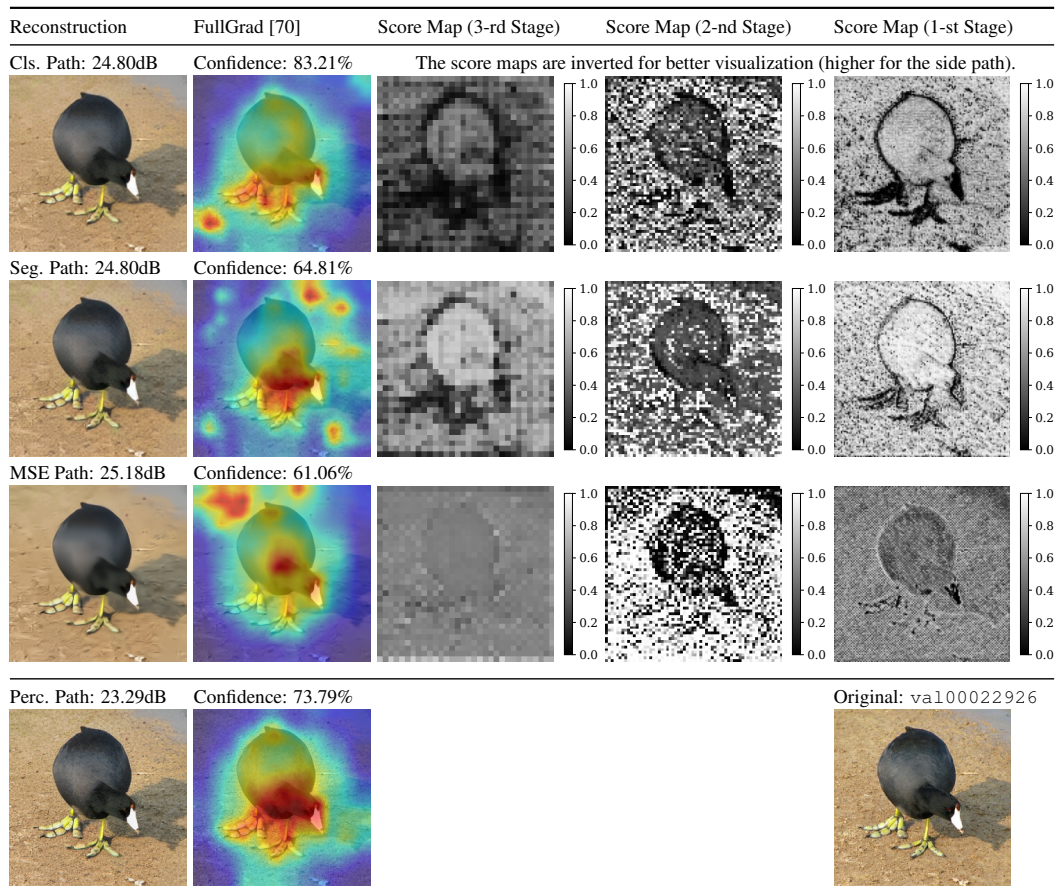 Reconstruction FullGrad [70] Score Map (3-rd Stage) Score Map (2-nd Stage) Score Map (1-st Stage)
Cls. Path: 24.80dB Confidence: 83.21% The score maps are inverted for better visualization (higher for the side path).
1.0 1.0 1.0
0.8 0.8 0.8
0.6 0.6 0.6
0.4 0.4 0.4
0.2 0.2 0.2
0.0 0.0 0.0
Seg. Path: 24.80dB Confidence: 64.81%
1.0 1.0 1.0
0.8 0.8 0.8
0.6 0.6 0.6
0.4 0.4 0.4
0.2 0.2 0.2
0.0 0.0 0.0
MSE Path: 25.18dB Confidence: 61.06%
1.0 1.0 1.0
0.8 0.8 0.8
0.6 0.6 0.6
0.4 0.4 0.4
0.2 0.2 0.2
0.0 0.0 0.0
Perc. Path: 23.29dB Confidence: 73.79% Original: val00022926